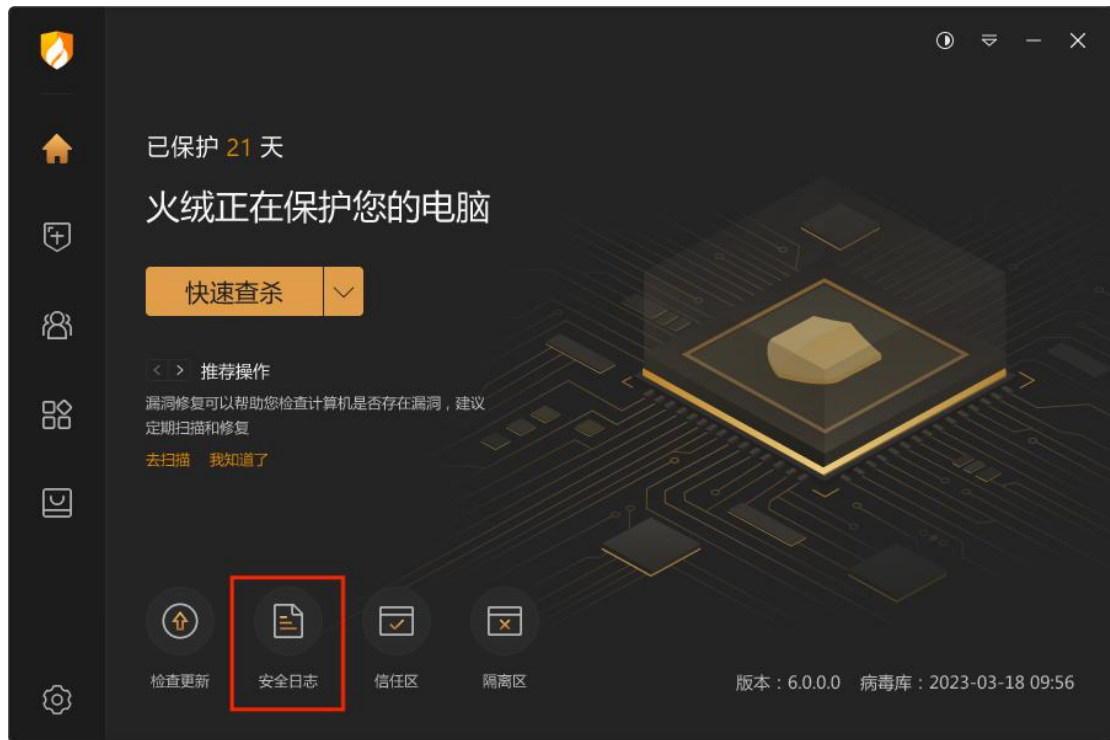 已保护 21 天
火绒正在保护您的电脑
快速查杀
推荐操作
漏洞修复可以帮助您检查计算机是否存在漏洞，建议
定期扫描和修复
去扫描 我知道了
检查更新 安全日志 信任区 隔离区
版本：6.0.0.0 病毒库：2023-03-18 09:56